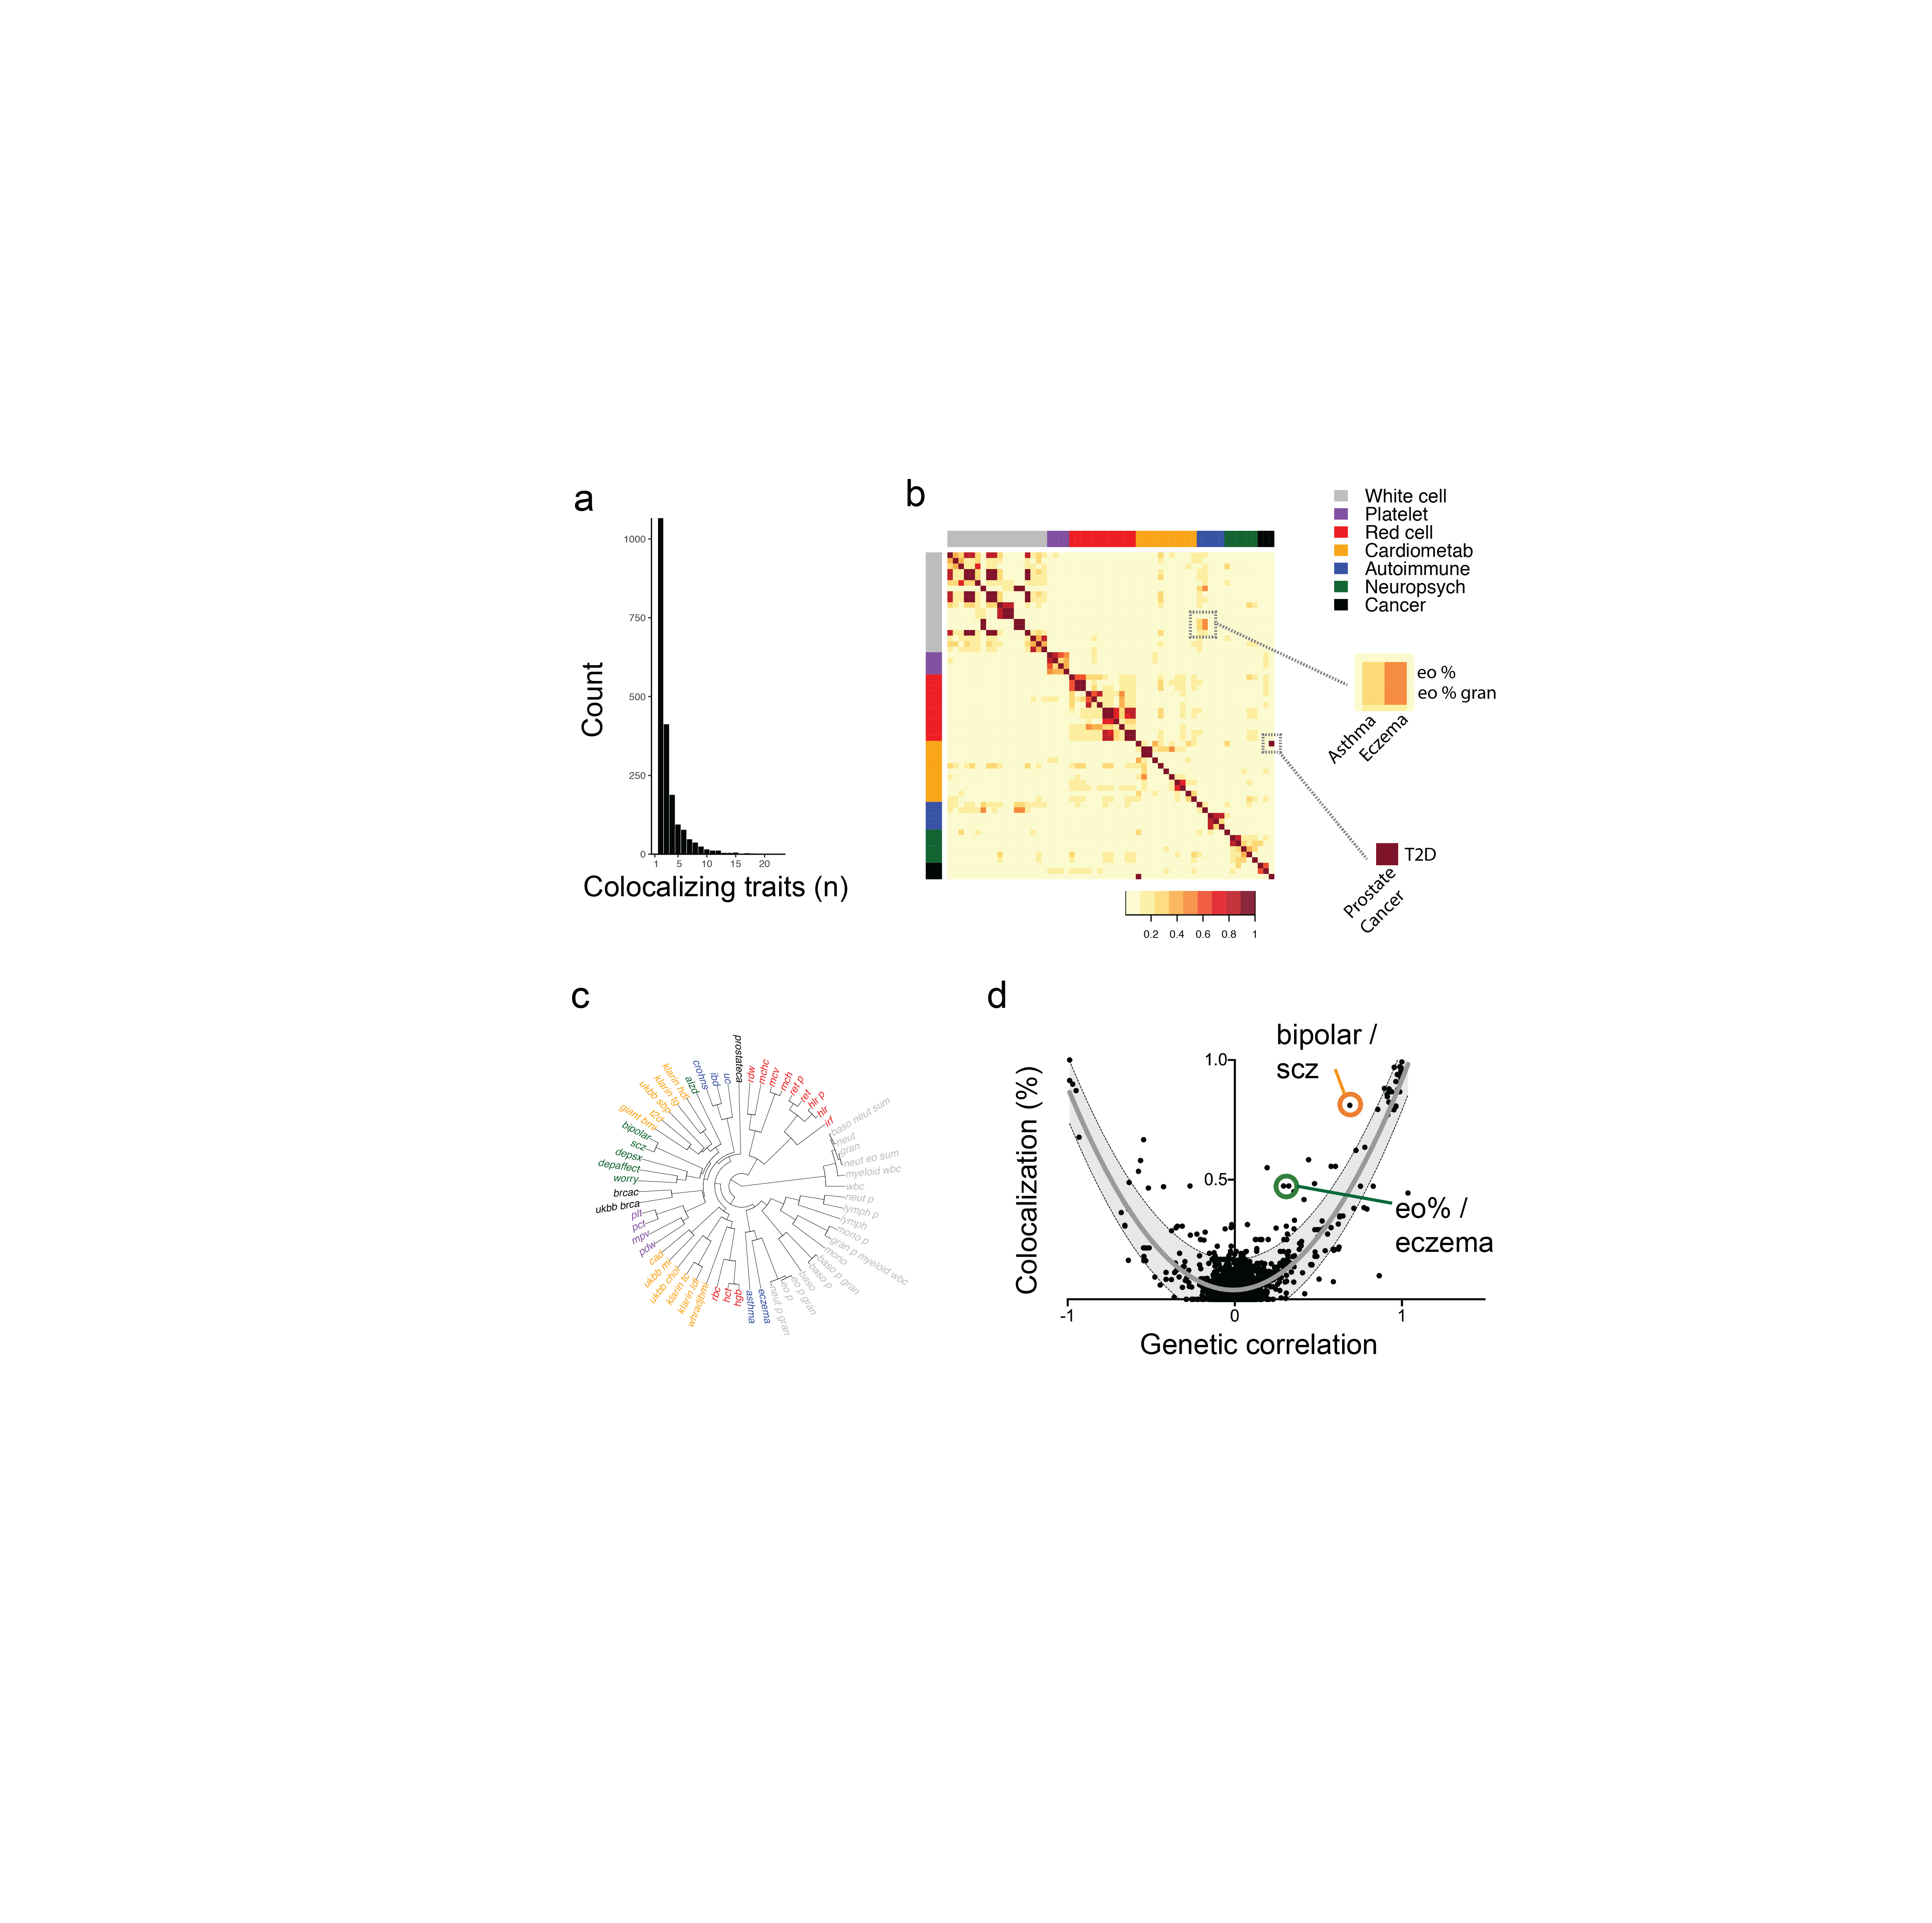 a
1000
750
500
250
0
1
5
10
15
20
Count
Colocalizing traits (n)
b
White cell
Platelet
Red cell
Cardiometab
Autoimmune
Neuropsych
Cancer
eo %
eo % gran
Asthma
Eczema
T2D
Prostate
Cancer
0.2
0.4
0.6
0.8
1
c
prostateca
rdw
mchc
mcv
mch
ret p
ret
hlr p
hlr
irf
baso neut sum
neut
gran
neut eo sum
myeloid wbc
wbc
neut p
lymph p
lymph
mono p
gran p myeloid wbc
mono
baso p gran
baso p
baso
eo p gran
eo p
neut p gran
eczema
asthma
hgb
hct
rbc
whradjbmi
klarin ldl
klarin tc
ukbb chol
ukbb mi
cad
pdw
mpv
pct
plt
ukbb brca
brcac
worry
depaffect
depsx
scz
bipolar
giant bmi
t2d
ukbb sbp
klarin tg
klarin hdl
alzd
crohns
ibd
uc
d
bipolar /
scz
1.0
0.5
eo% /
eczema
Colocalization (%)
-1
0
1
Genetic correlation